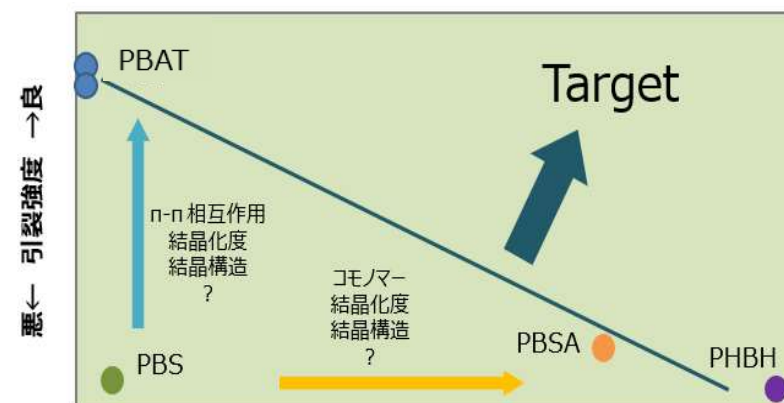 PBAT
Target
悪← 引裂強度 →良
π-π 相互作用
結晶化度
結晶構造
?
コモノマー
結晶化度
結晶構造
?
PBS
PBSA
PHBH